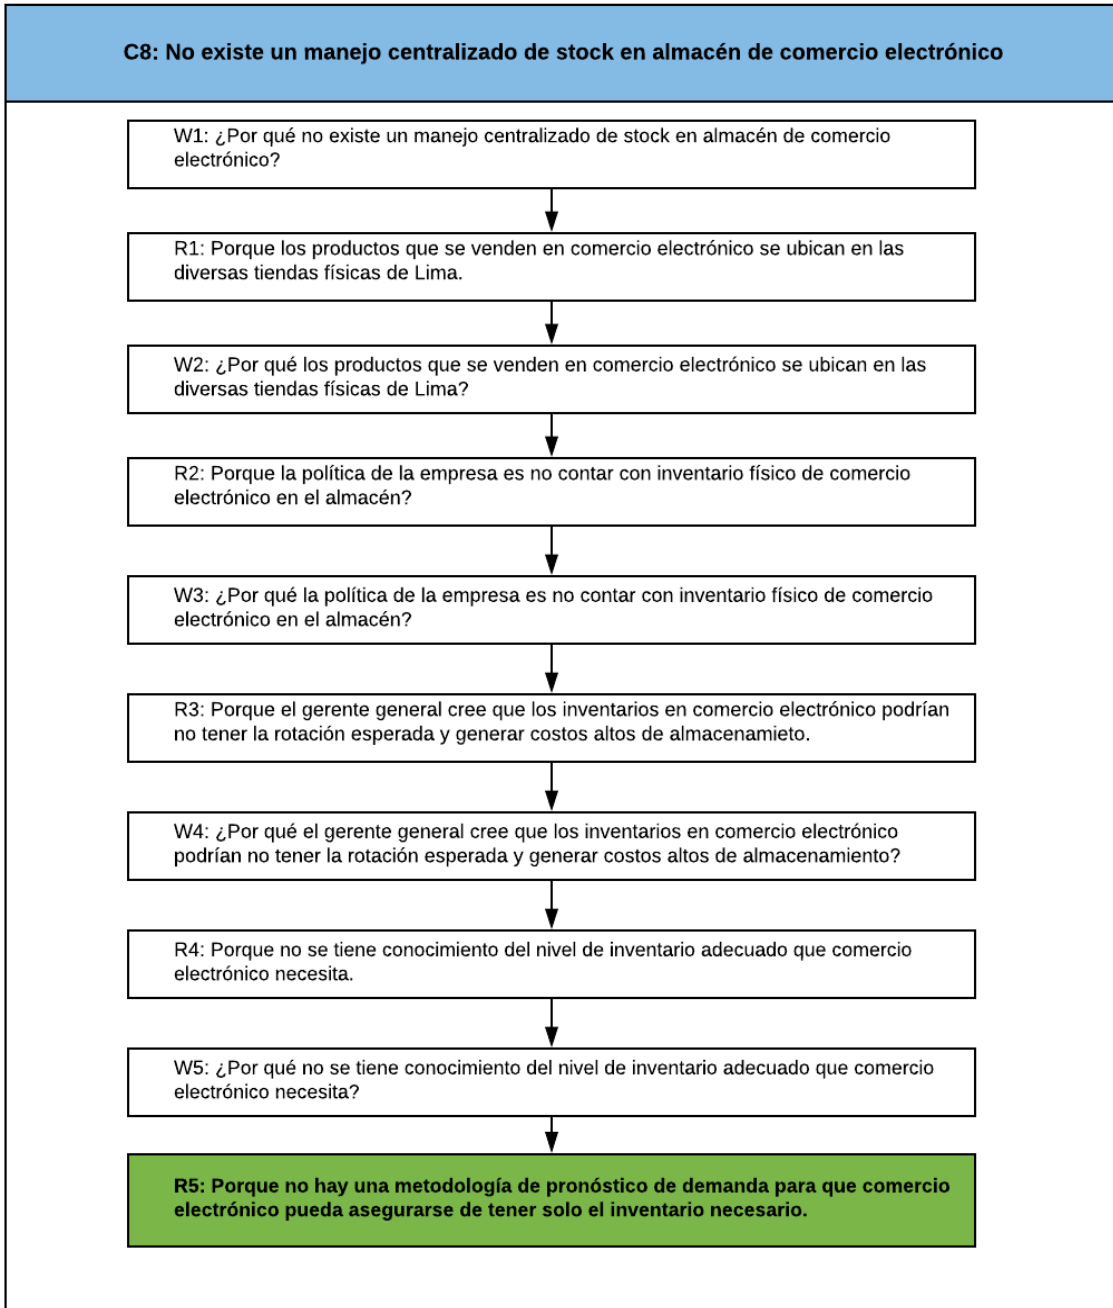 C8: No existe un manejo centralizado de stock en almacén de comercio electrónico
W1: ¿Por qué no existe un manejo centralizado de stock en almacén de comercio
electrónico?
R1: Porque los productos que se venden en comercio electrónico se ubican en las
diversas tiendas físicas de Lima.
W2: ¿Por qué los productos que se venden en comercio electrónico se ubican en las
diversas tiendas físicas de Lima?
R2: Porque la política de la empresa es no contar con inventario físico de comercio
electrónico en el almacén?
W3: ¿Por qué la política de la empresa es no contar con inventario físico de comercio
electrónico en el almacén?
R3: Porque el gerente general cree que los inventarios en comercio electrónico podrían
no tener la rotación esperada y generar costos altos de almacenamieto.
W4: ¿Por qué el gerente general cree que los inventarios en comercio electrónico
podrían no tener la rotación esperada y generar costos altos de almacenamiento?
R4: Porque no se tiene conocimiento del nivel de inventario adecuado que comercio
electrónico necesita.
W5: ¿Por qué no se tiene conocimiento del nivel de inventario adecuado que comercio
electrónico necesita?
R5: Porque no hay una metodología de pronóstico de demanda para que comercio
electrónico pueda asegurarse de tener solo el inventario necesario.